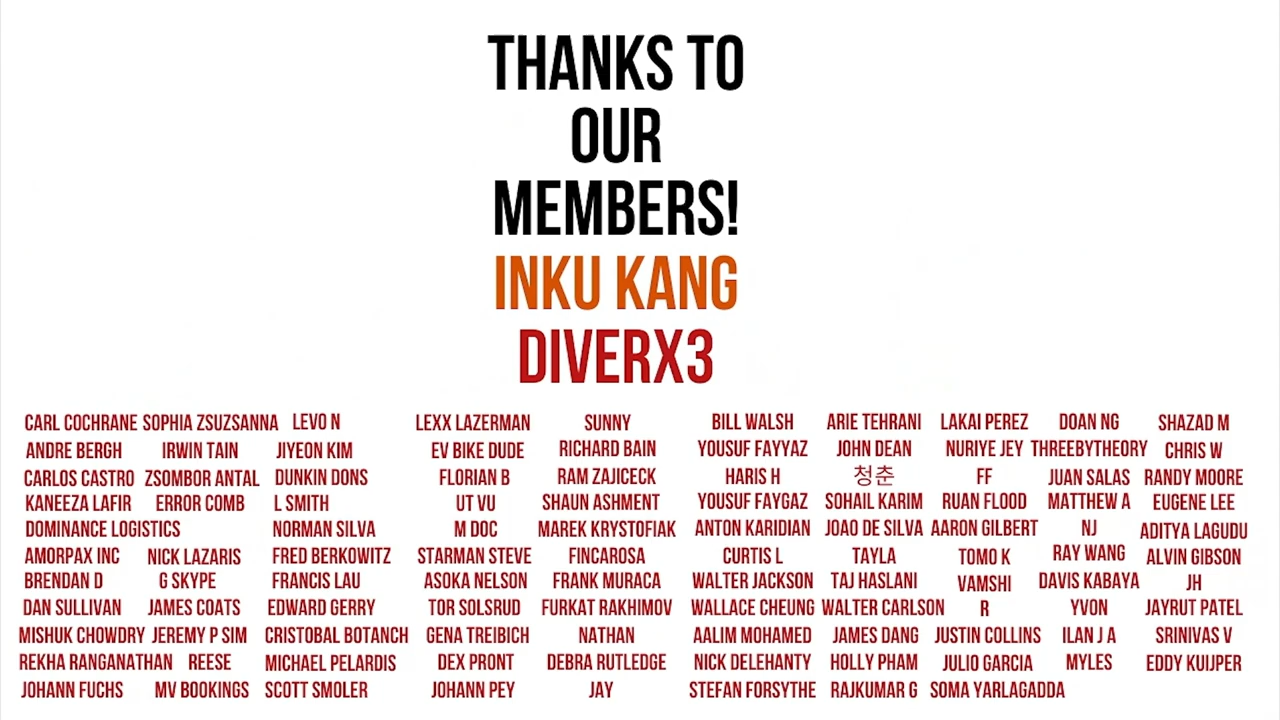 THANKS TO
OUR
MEMBERS!
INKU KANG
DIVERX3
CARL COCHRANE SOPHIA ZSUZSANNA LEVO N LEXX LAZERMAN SUNNY BILL WALSH ARIE TEHRANI LAKAI PEREZ DOAN NG SHAZAD M
ANDRE BERGH IRWIN TAIN JIYEON KIM EV BIKE DUDE RICHARD BAIN YOUSUF FAYYAZ JOHN DEAN NURIYE JEY THREEBYTHEORY CHRIS W
CARLOS CASTRO ZSOMBOR ANTAL DUNKIN DONS FLORIAN B RAM ZAJICECK HARIS H 청춘 FF JUAN SALAS RANDY MOORE
KANEEZA LAFIR ERROR COMB L SMITH UT VU SHAUN ASHMENT YOUSUF FAYGAZ SOHAIL KARIM RUAN FLOOD MATTHEW A EUGENE LEE
DOMINANCE LOGISTICS NORMAN SILVA M DOC MAREK KRYSTOFIAK ANTON KARIDIAN JOAO DE SILVA AARON GILBERT NJ ADITYA LAGUDU
AMORPAX INC NICK LAZARIS FRED BERKOWITZ STARMAN STEVE FINCAROSA CURTIS L TAYLA TOMO K RAY WANG ALVIN GIBSON
BRENDAN D G SKYPE FRANCIS LAU ASOKA NELSON FRANK MURACA WALTER JACKSON TAJ HASLANI VAMSHI DAVIS KABAYA JH
DAN SULLIVAN JAMES COATS EDWARD GERRY TOR SOLSRUD FURKAT RAKHIMOV WALLACE CHEUNG WALTER CARLSON R YVON JAYRUT PATEL
MISHUK CHOWDRY JEREMY P SIM CRISTOBAL BOTANCH GENA TREIBICH NATHAN AALIM MOHAMED JAMES DANG JUSTIN COLLINS ILAN J A SRINIVAS V
REKHA RANGANATHAN REESE MICHAEL PELARDIS DEX PRONT DEBRA RUTLEDGE NICK DELEHANTY HOLLY PHAM JULIO GARCIA MYLES EDDY KUIJPER
JOHANN FUCHS MV BOOKINGS SCOTT SMOLER JOHANN PEY JAY STEFAN FORSYTHE RAJKUMAR G SOMA YARLAGADDA